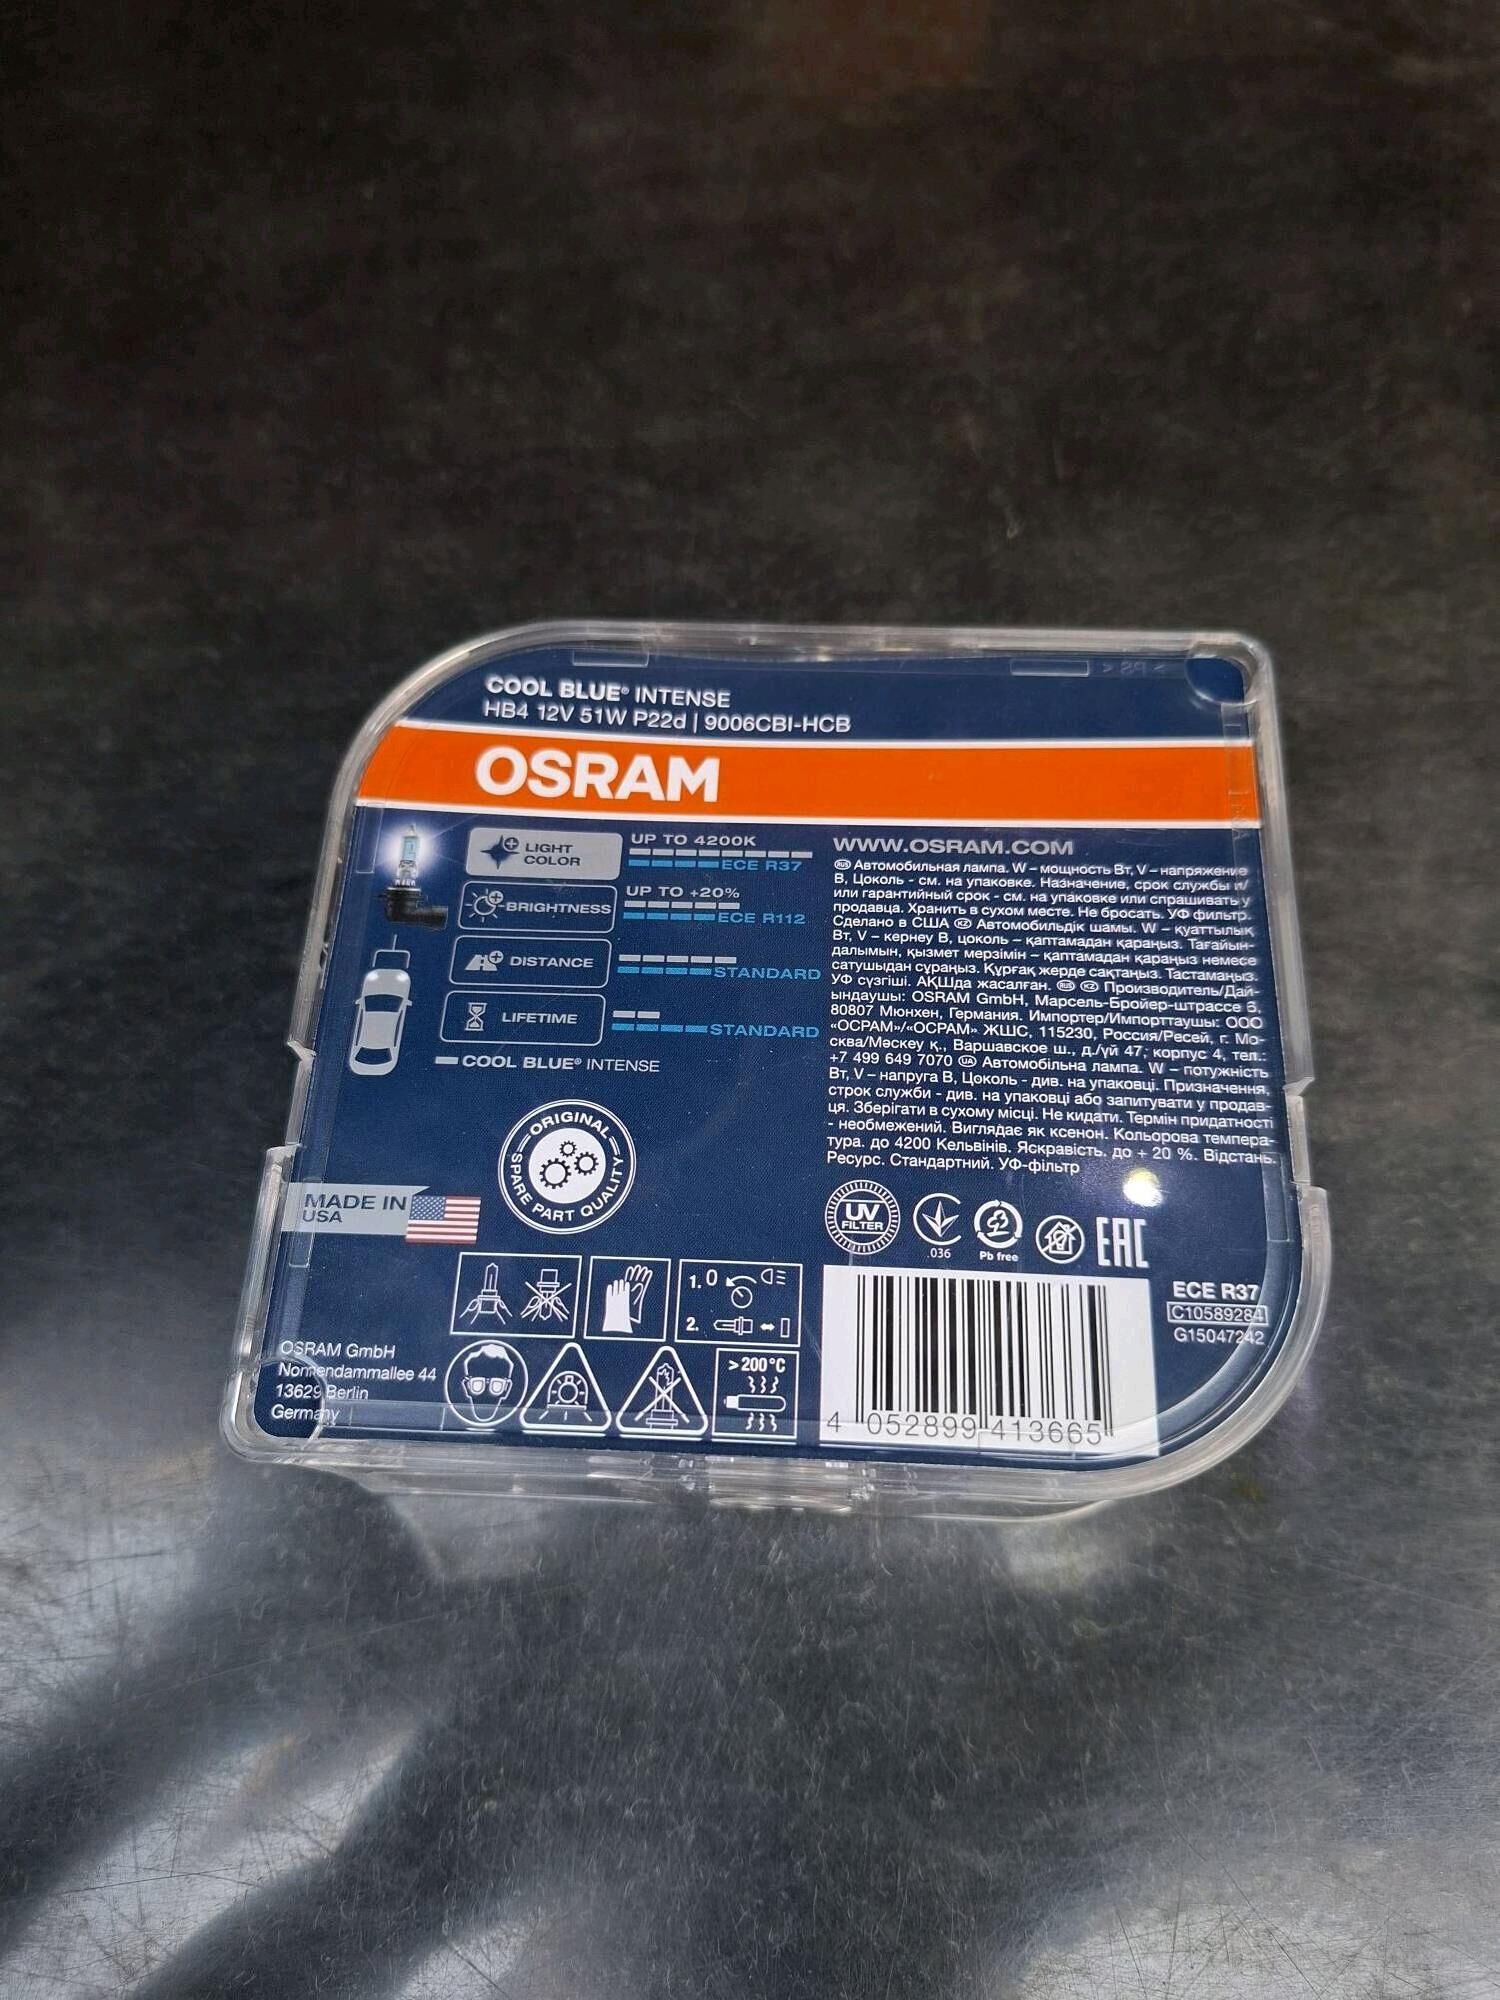 COOL BLUE® INTENSE
HB4 12V 51W P22d | 9006CBI-HCB
OSRAM
LIGHT
COLOR
UP TO 4200K
ECE R37
BRIGHTNESS
UP TO +20%
ECE R112
DISTANCE
STANDARD
LIFETIME
STANDARD
COOL BLUE® INTENSE
ORIGINAL
SPARE PART QUALITY
MADE IN
USA
OSRAM GmbH
Nonnendammallee 44
13629 Berlin
Germany
1. 0
2.
>200°C
WWW.OSRAM.COM
RUS Автомобильная лампа. W – мощность Вт, V – напряжение
В, Цоколь - см. на упаковке. Назначение, срок службы и/
или гарантийный срок - см. на упаковке или спрашивать у
продавца. Хранить в сухом месте. Не бросать. УФ фильтр.
Сделано в США KZ Автомобильдік шамы. W – қуаттылық
Вт, V – кернеу В, цоколь – қаптамадан қараңыз. Тағайын-
далымын, қызмет мерзімін – қаптамадан қараңыз немесе
сатушыдан сұраңыз. Құрғақ жерде сақтаңыз. Тастамаңыз.
УФ сүзгіші. АҚШда жасалған. RUS KZ Производитель/Дай-
ындаушы: OSRAM GmbH, Марсель-Бройер-штрассе 6,
80807 Мюнхен, Германия. Импортер/Импорттаушы: ООО
«ОСРАМ»/«ОСРАМ» ЖШС, 115230, Россия/Ресей, г. Мо-
сква/Мәскеу қ., Варшавское ш., д./үй 47, корпус 4, тел.:
+7 499 649 7070 UA Автомобільна лампа. W – потужність
Вт, V – напруга В, Цоколь - див. на упаковці. Призначення,
строк служби - див. на упаковці або запитувати у продав-
ця. Зберігати в сухому місці. Не кидати. Термін придатності
- необмежений. Виглядає як ксенон. Кольорова темпера-
тура. до 4200 Кельвінів. Яскравість. до + 20 %. Відстань.
Ресурс. Стандартний. УФ-фільтр
UV
FILTER
.036
Pb free
EAC
ECE R37
C10589284
G15047242
4 052899 413665